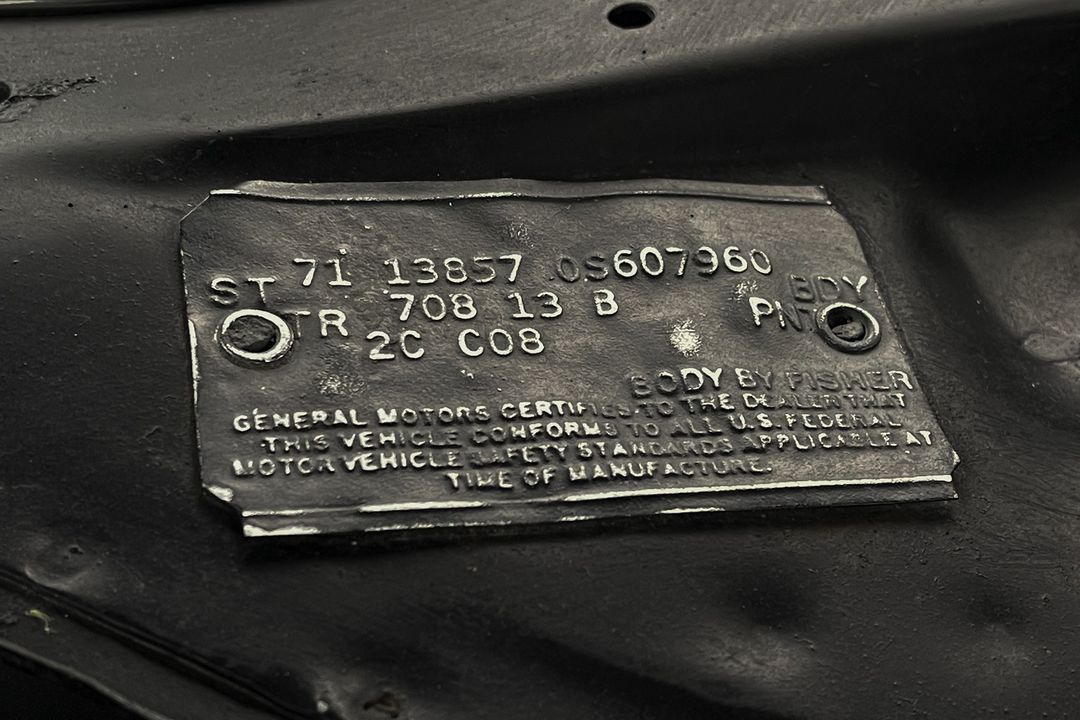 ST 71 13857 0S607960 BDY
TR 708 13 B PNT
2C C08
BODY BY FISHER
GENERAL MOTORS CERTIFIES TO THE DEALER THAT
THIS VEHICLE CONFORMS TO ALL U.S. FEDERAL
MOTOR VEHICLE SAFETY STANDARDS APPLICABLE AT
TIME OF MANUFACTURE.